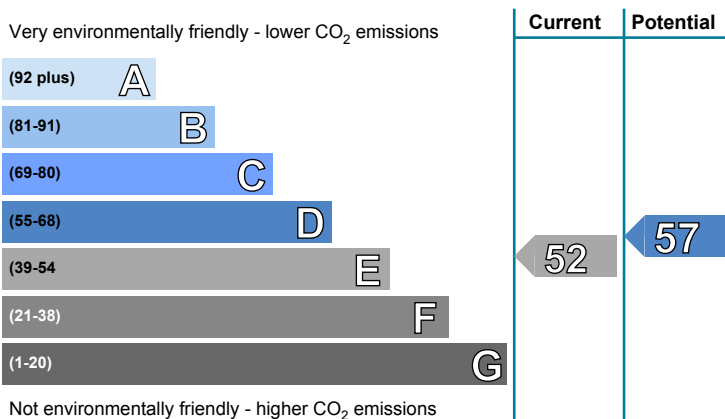 Very environmentally friendly - lower CO2 emissions
Current
Potential
(92 plus) A
(81-91) B
(69-80) C
(55-68) D
(39-54 E
(21-38) F
(1-20) G
52
57
Not environmentally friendly - higher CO2 emissions